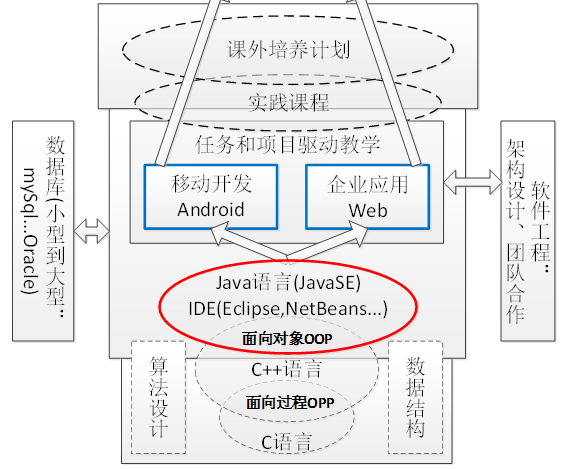 课外培养计划
实践课程
任务和项目驱动教学
移动开发
Android
企业应用
Web
数据库(小型到大型…
mySql…Oracle)
软件工程…
架构设计、团队合作
Java语言(JavaSE)
IDE(Eclipse,NetBeans...)
面向对象OOP
C++语言
面向过程OPP
C语言
算法设计
数据结构